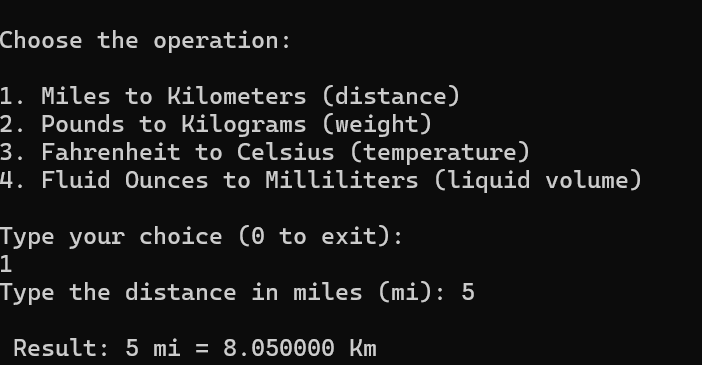 Choose the operation:
1. Miles to Kilometers (distance)
2. Pounds to Kilograms (weight)
3. Fahrenheit to Celsius (temperature)
4. Fluid Ounces to Milliliters (liquid volume)
Type your choice (0 to exit):
1
Type the distance in miles (mi): 5
Result: 5 mi = 8.050000 Km